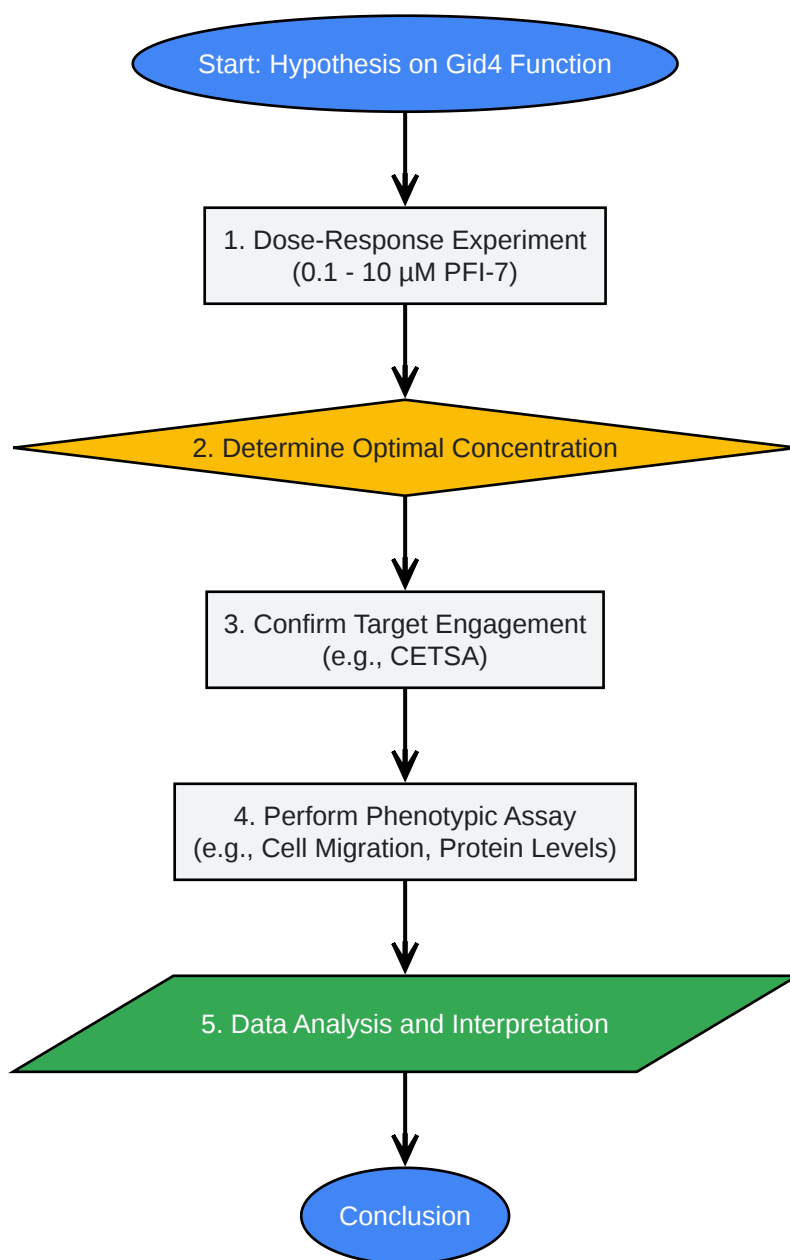 Start: Hypothesis on Gid4 Function
1. Dose-Response Experiment
(0.1 - 10 µM PFI-7)
2. Determine Optimal Concentration
3. Confirm Target Engagement
(e.g., CETSA)
4. Perform Phenotypic Assay
(e.g., Cell Migration, Protein Levels)
5. Data Analysis and Interpretation
Conclusion